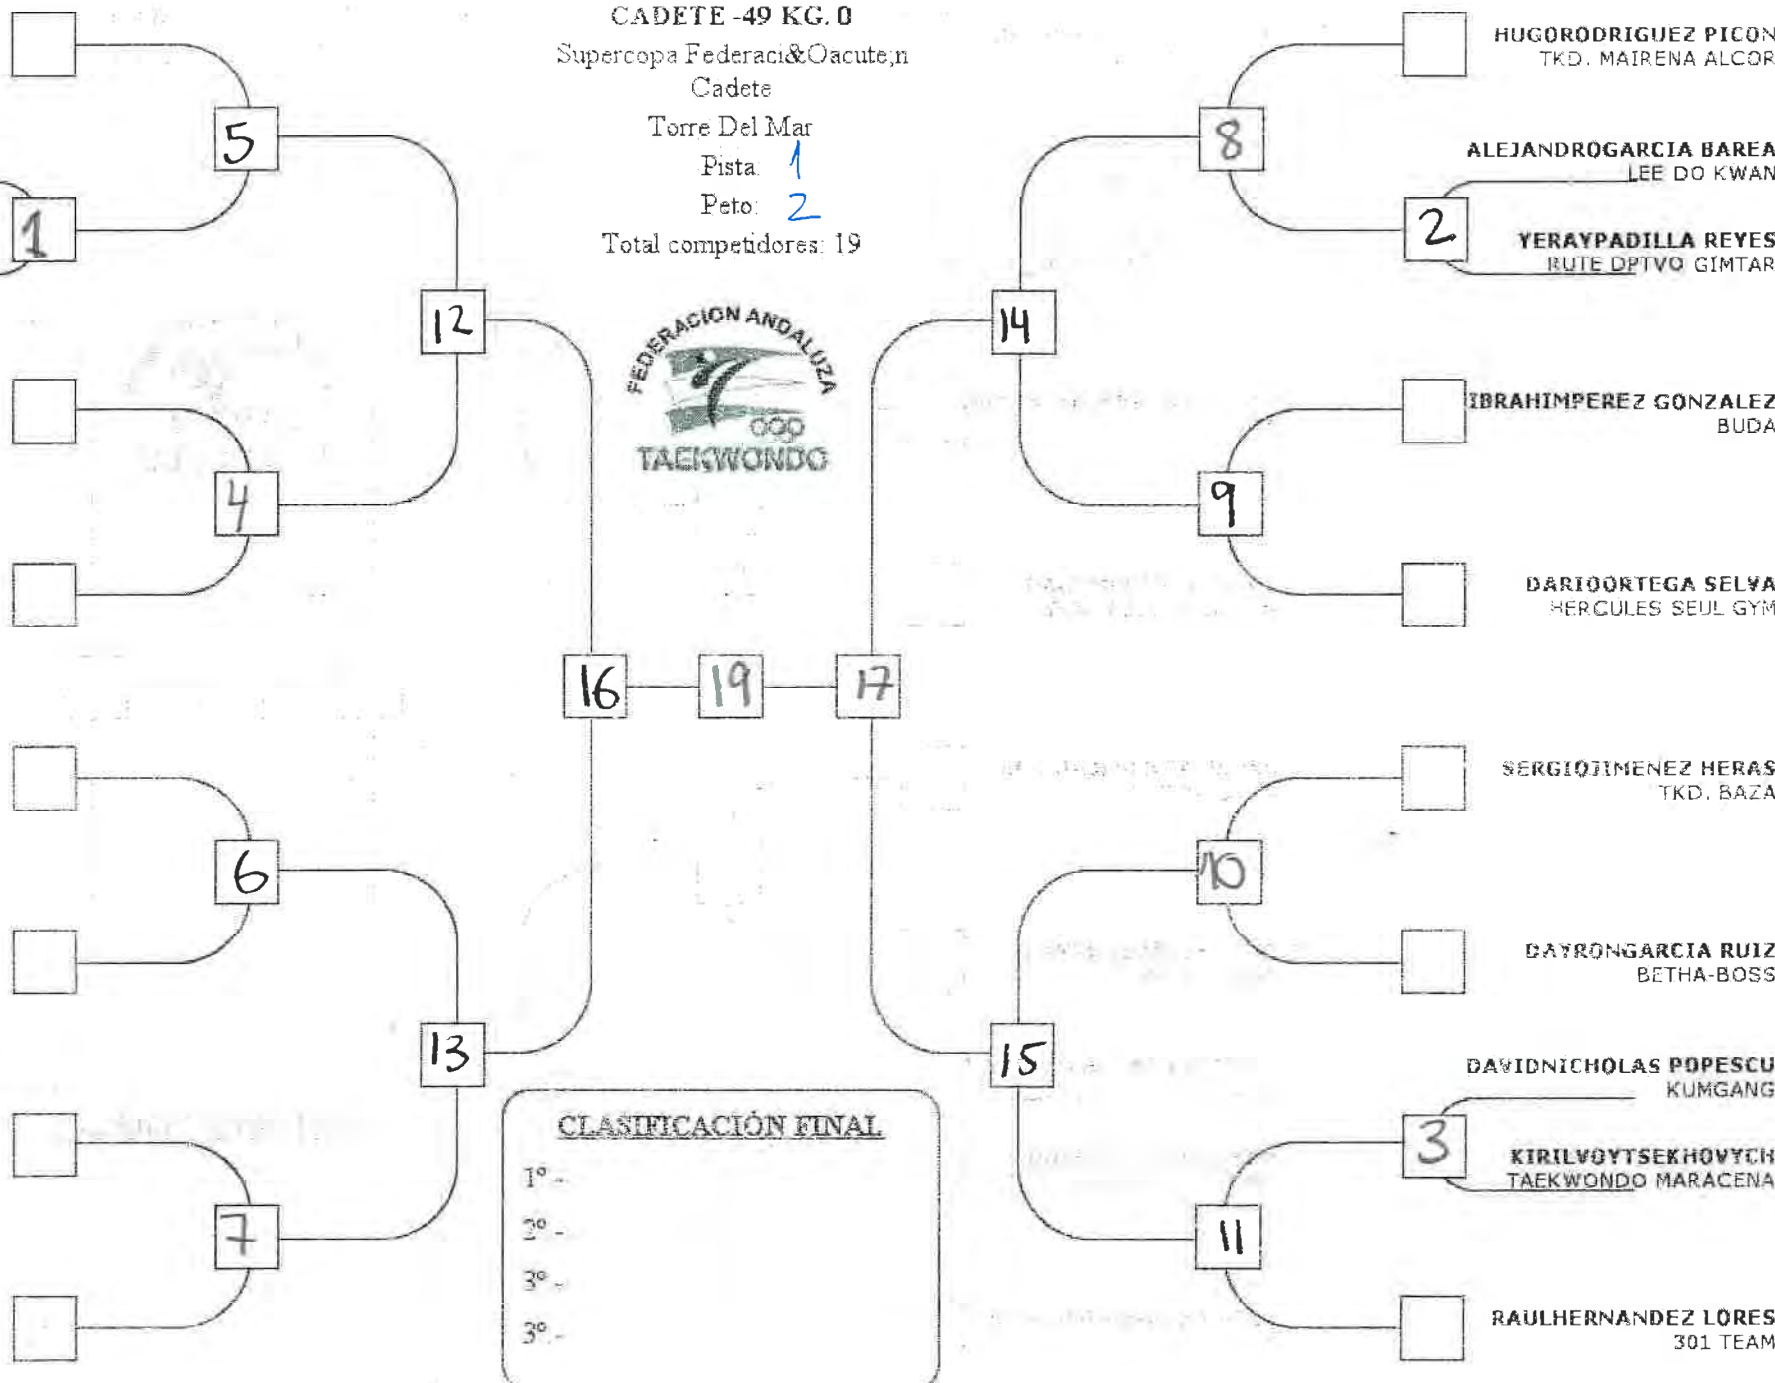 CADETE -49 KG. 0
Supercopa Federaci&Oacute;n
Cadete
Torre Del Mar
Pista: 1
Peto: 2
Total competidores: 19
FEDERACION ANDALUZA
TAEKWONDO
5
1
12
4
16
19
17
6
13
7
8
2
14
9
10
15
3
11
HUGORODRIGUEZ PICON
TKD. MAIRENA ALCOR
ALEJANDROGARCIA BAREA
LEE DO KWAN
YERAYPADILLA REYES
RUTE DPTVO GIMTAR
IBRAHIMPEREZ GONZALEZ
BUDA
DARIOORTEGA SELVA
HERCULES SEUL GYM
SERGIOJIMENEZ HERAS
TKD. BAZA
DAYRONGARCIA RUIZ
BETHA-BOSS
DAVIDNICHOLAS POPESCU
KUMGANG
KIRILVOYTSEKHOVYCH
TAEKWONDO MARACENA
RAULHERNANDEZ LORES
301 TEAM
CLASIFICACIÓN FINAL
1º.-
2º.-
3º.-
3º.-